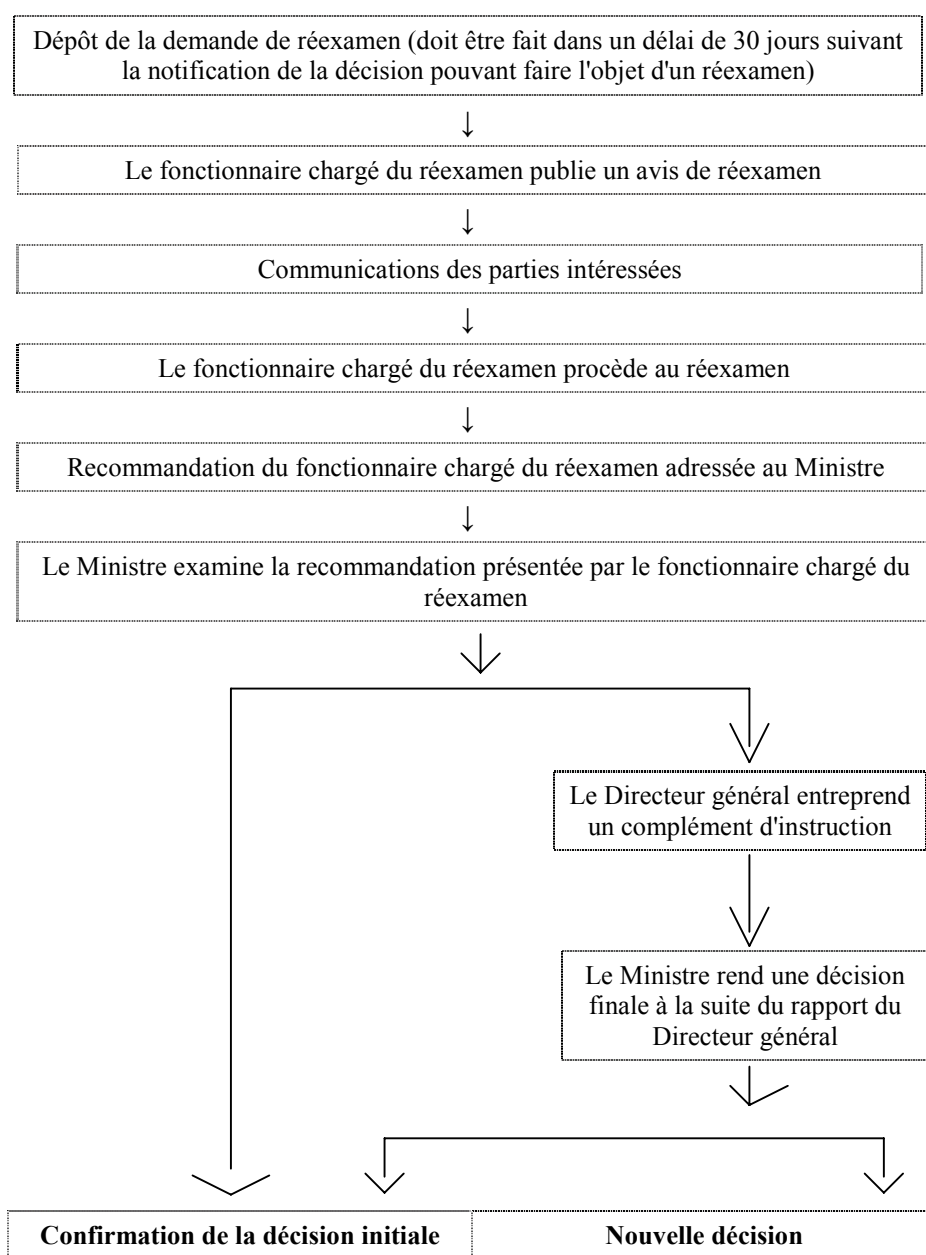 Dépôt de la demande de réexamen (doit être fait dans un délai de 30 jours suivant
la notification de la décision pouvant faire l'objet d'un réexamen)
Le fonctionnaire chargé du réexamen publie un avis de réexamen
Communications des parties intéressées
Le fonctionnaire chargé du réexamen procède au réexamen
Recommandation du fonctionnaire chargé du réexamen adressée au Ministre
Le Ministre examine la recommandation présentée par le fonctionnaire chargé du
réexamen
Le Directeur général entreprend
un complément d'instruction
Le Ministre rend une décision
finale à la suite du rapport du
Directeur général
Confirmation de la décision initiale
Nouvelle décision